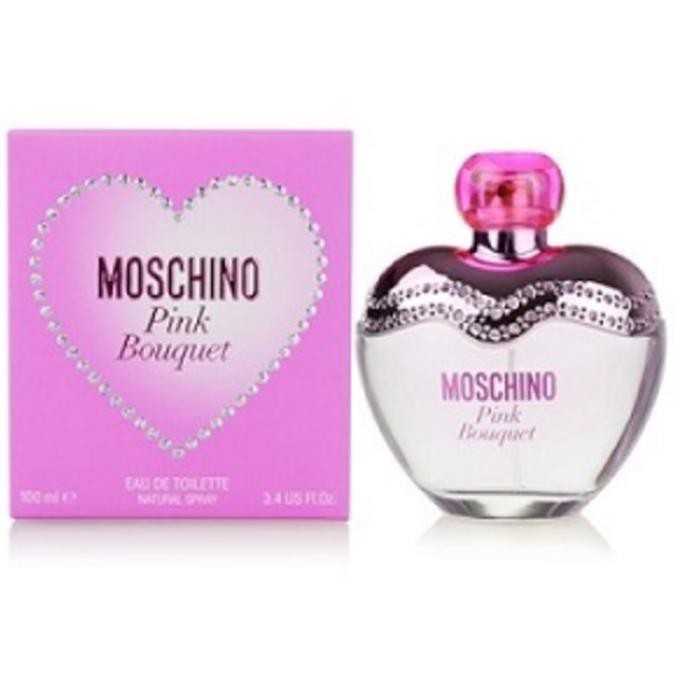 MOSCHINO
Pink
Bouquet
EAU DE TOILETTE
NATURAL SPRAY
100 ml ℮
3.4 US Fl.Oz.
MOSCHINO
Pink
Bouquet